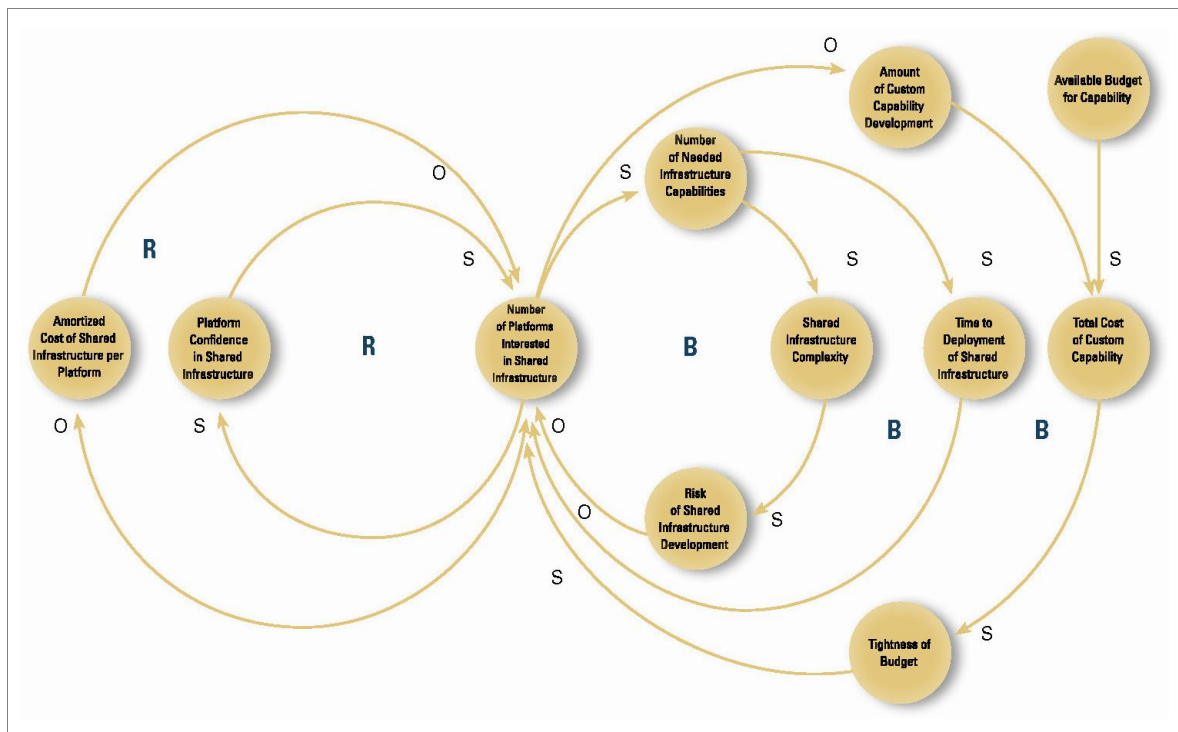 O
Amount
of Custom
Capability
Development
Available Budget
for Capability
Number
of Needed
Infrastructure
Capabilities
O
S
S
R
S
S
S
Amortized
Cost of Shared
Infrastructure per
Platform
Platform
Confidence
in Shared
Infrastructure
R
Number
of Platforms
Interested
in Shared
Infrastructure
B
Shared
Infrastructure
Complexity
Time to
Deployment
of Shared
Infrastructure
Total Cost
of Custom
Capability
O
S
O
B
B
Risk
of Shared
Infrastructure
Development
O
S
S
S
Tightness of
Budget